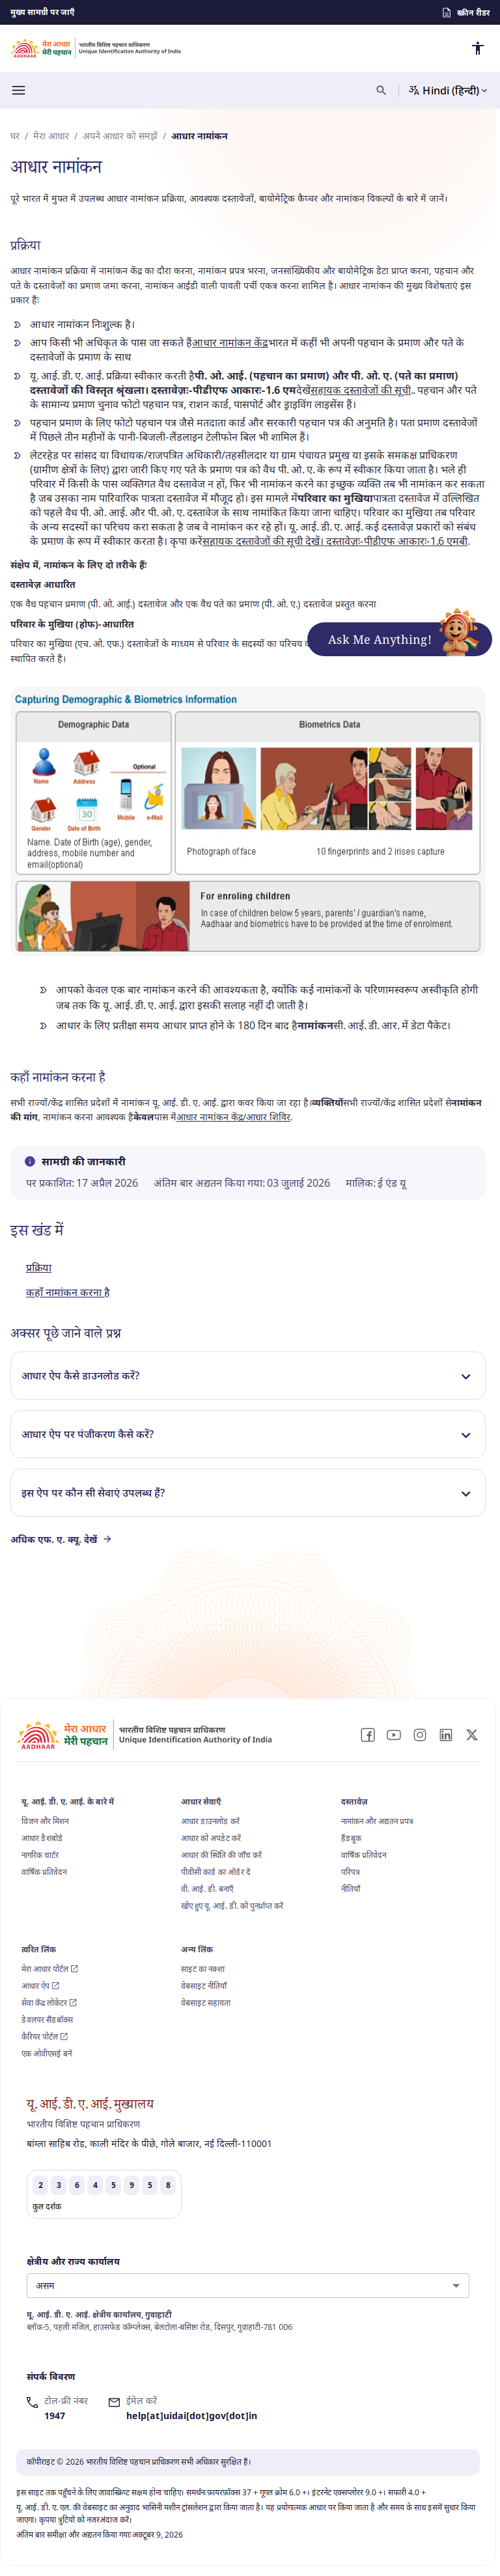 मुख्य सामग्री पर जाएँ
स्क्रीन रीडर
मेरा आधार
मेरी पहचान
AADHAAR
भारतीय विशिष्ट पहचान प्राधिकरण
Unique Identification Authority of India
Hindi (हिन्दी)
घर / मेरा आधार / अपने आधार को समझें / आधार नामांकन
आधार नामांकन
पूरे भारत में मुफ्त में उपलब्ध आधार नामांकन प्रक्रिया, आवश्यक दस्तावेजों, बायोमेट्रिक कैप्चर और नामांकन विकल्पों के बारे में जानें।
प्रक्रिया
आधार नामांकन प्रक्रिया में नामांकन केंद्र का दौरा करना, नामांकन प्रपत्र भरना, जनसांख्यिकीय और बायोमेट्रिक डेटा प्राप्त करना, पहचान और
पते के दस्तावेजों का प्रमाण जमा करना, नामांकन आईडी वाली पावती पर्ची एकत्र करना शामिल है। आधार नामांकन की मुख्य विशेषताएं इस
प्रकार हैंः
आधार नामांकन निःशुल्क है।
आप किसी भी अधिकृत के पास जा सकते हैंआधार नामांकन केंद्रभारत में कहीं भी अपनी पहचान के प्रमाण और पते के
दस्तावेजों के प्रमाण के साथ
यू. आई. डी. ए. आई. प्रक्रिया स्वीकार करती हैपी. ओ. आई. (पहचान का प्रमाण) और पी. ओ. ए. (पते का प्रमाण)
दस्तावेजों की विस्तृत श्रृंखला। दस्तावेज़ः-पीडीएफ आकारः-1.6 एमदेखेंसहायक दस्तावेजों की सूची.. पहचान और पते
के सामान्य प्रमाण चुनाव फोटो पहचान पत्र, राशन कार्ड, पासपोर्ट और ड्राइविंग लाइसेंस हैं।
पहचान प्रमाण के लिए फोटो पहचान पत्र जैसे मतदाता कार्ड और सरकारी पहचान पत्र की अनुमति है। पता प्रमाण दस्तावेजों
में पिछले तीन महीनों के पानी-बिजली-लैंडलाइन टेलीफोन बिल भी शामिल हैं।
लेटरहेड पर सांसद या विधायक/राजपत्रित अधिकारी/तहसीलदार या ग्राम पंचायत प्रमुख या इसके समकक्ष प्राधिकरण
(ग्रामीण क्षेत्रों के लिए) द्वारा जारी किए गए पते के प्रमाण पत्र को वैध पी. ओ. ए. के रूप में स्वीकार किया जाता है। भले ही
परिवार में किसी के पास व्यक्तिगत वैध दस्तावेज न हों, फिर भी नामांकन करने का इच्छुक व्यक्ति तब भी नामांकन कर सकता
है जब उसका नाम पारिवारिक पात्रता दस्तावेज में मौजूद हो। इस मामले मेंपरिवार का मुखियापात्रता दस्तावेज में उल्लिखित
को पहले वैध पी. ओ. आई. और पी. ओ. ए. दस्तावेज के साथ नामांकित किया जाना चाहिए। परिवार का मुखिया तब परिवार
के अन्य सदस्यों का परिचय करा सकता है जब वे नामांकन कर रहे हों। यू. आई. डी. ए. आई. कई दस्तावेज़ प्रकारों को संबंध
के प्रमाण के रूप में स्वीकार करता है। कृपा करेंसहायक दस्तावेजों की सूची देखें। दस्तावेज़ः-पीडीएफ आकारः-1.6 एमबी.
संक्षेप में, नामांकन के लिए दो तरीके हैंः
दस्तावेज़ आधारित
एक वैध पहचान प्रमाण (पी. ओ. आई.) दस्तावेज और एक वैध पते का प्रमाण (पी. ओ. ए.) दस्तावेज प्रस्तुत करना
परिवार के मुखिया (होफ)-आधारित
परिवार का मुखिया (एच. ओ. एफ.) दस्तावेजों के माध्यम से परिवार के सदस्यों का परिचय
स्थापित करते हैं।
Ask Me Anything!
Capturing Demographic & Biometrics Information
Demographic Data
Biometrics Data
Optional
Name
Address
Gender
Date of Birth
Mobile
e-Mail
Name. Date of Birth (age), gender,
address, mobile number and
email(optional)
Photograph of face
10 fingerprints and 2 irises capture
For enroling children
In case of children below 5 years, parents' / guardian's name,
Aadhaar and biometrics have to be provided at the time of enrolment.
आपको केवल एक बार नामांकन करने की आवश्यकता है, क्योंकि कई नामांकनों के परिणामस्वरूप अस्वीकृति होगी
जब तक कि यू. आई. डी. ए. आई. द्वारा इसकी सलाह नहीं दी जाती है।
आधार के लिए प्रतीक्षा समय आधार प्राप्त होने के 180 दिन बाद हैनामांकनसी. आई. डी. आर. में डेटा पैकेट।
कहाँ नामांकन करना है
सभी राज्यों/केंद्र शासित प्रदेशों में नामांकन यू. आई. डी. ए. आई. द्वारा कवर किया जा रहा है।व्यक्तियोंसभी राज्यों/केंद्र शासित प्रदेशों सेनामांकन
की मांग, नामांकन करना आवश्यक हैकेवलपास मेंआधार नामांकन केंद्र/आधार शिविर.
सामग्री की जानकारी
पर प्रकाशित: 17 अप्रैल 2026 अंतिम बार अद्यतन किया गया: 03 जुलाई 2026 मालिक: ई एंड यू
इस खंड में
प्रक्रिया
कहाँ नामांकन करना है
अक्सर पूछे जाने वाले प्रश्न
आधार ऐप कैसे डाउनलोड करें?
आधार ऐप पर पंजीकरण कैसे करें?
इस ऐप पर कौन सी सेवाएं उपलब्ध हैं?
अधिक एफ. ए. क्यू. देखें
मेरा आधार
मेरी पहचान
AADHAAR
भारतीय विशिष्ट पहचान प्राधिकरण
Unique Identification Authority of India
यू. आई. डी. ए. आई. के बारे में
विजन और मिशन
आधार डैशबोर्ड
नागरिक चार्टर
वार्षिक प्रतिवेदन
आधार सेवाएँ
आधार डाउनलोड करें
आधार को अपडेट करें
आधार की स्थिति की जाँच करें
पीवीसी कार्ड का ऑर्डर दें
वी. आई. डी. बनाएँ
खोए हुए यू. आई. डी. को पुनर्प्राप्त करें
दस्तावेज़
नामांकन और अद्यतन प्रपत्र
हैंडबुक
वार्षिक प्रतिवेदन
परिपत्र
नीतियाँ
त्वरित लिंक
मेरा आधार पोर्टल
आधार ऐप
सेवा केंद्र लोकेटर
डेवलपर सैंडबॉक्स
कैरियर पोर्टल
एक ओवीएसई बनें
अन्य लिंक
साइट का नक्शा
वेबसाइट नीतियाँ
वेबसाइट सहायता
यू. आई. डी. ए. आई. मुख्यालय
भारतीय विशिष्ट पहचान प्राधिकरण
बांग्ला साहिब रोड, काली मंदिर के पीछे, गोले बाजार, नई दिल्ली-110001
2 3 6 4 5 9 5 8
कुल दर्शक
क्षेत्रीय और राज्य कार्यालय
असम
यू. आई. डी. ए. आई. क्षेत्रीय कार्यालय, गुवाहाटी
ब्लॉक-5, पहली मंजिल, हाउसफेड कॉम्प्लेक्स, बेलटोला-बसिष्ठा रोड, दिसपुर, गुवाहाटी-781 006
संपर्क विवरण
टोल-फ्री नंबर
1947
ईमेल करें
help[at]uidai[dot]gov[dot]in
कॉपीराइट © 2026 भारतीय विशिष्ट पहचान प्राधिकरण सभी अधिकार सुरक्षित हैं।
इस साइट तक पहुँचने के लिए जावास्क्रिप्ट सक्षम होना चाहिए। समर्थनः फ़ायरफ़ॉक्स 37 + गूगल क्रोम 6.0 +। इंटरनेट एक्सप्लोरर 9.0 +। सफारी 4.0 +
यू. आई. डी. ए. एल. की वेबसाइट का अनुवाद भाषिनी मशीन ट्रांसलेशन द्वारा किया जाता है। यह प्रयोगात्मक आधार पर किया जाता है और समय के साथ इसमें सुधार किया
जाएगा। कृपया त्रुटियों को नजरअंदाज करें।
अंतिम बार समीक्षा और अद्यतन किया गयाः अक्टूबर 9, 2026